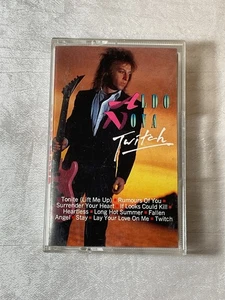 ALDO
NOVA
Twitch
Tonite (Lift Me Up) • Rumours Of You •
Surrender Your Heart • If Looks Could Kill •
Heartless • Long Hot Summer • Fallen
Angel • Stay • Lay Your Love On Me • Twitch